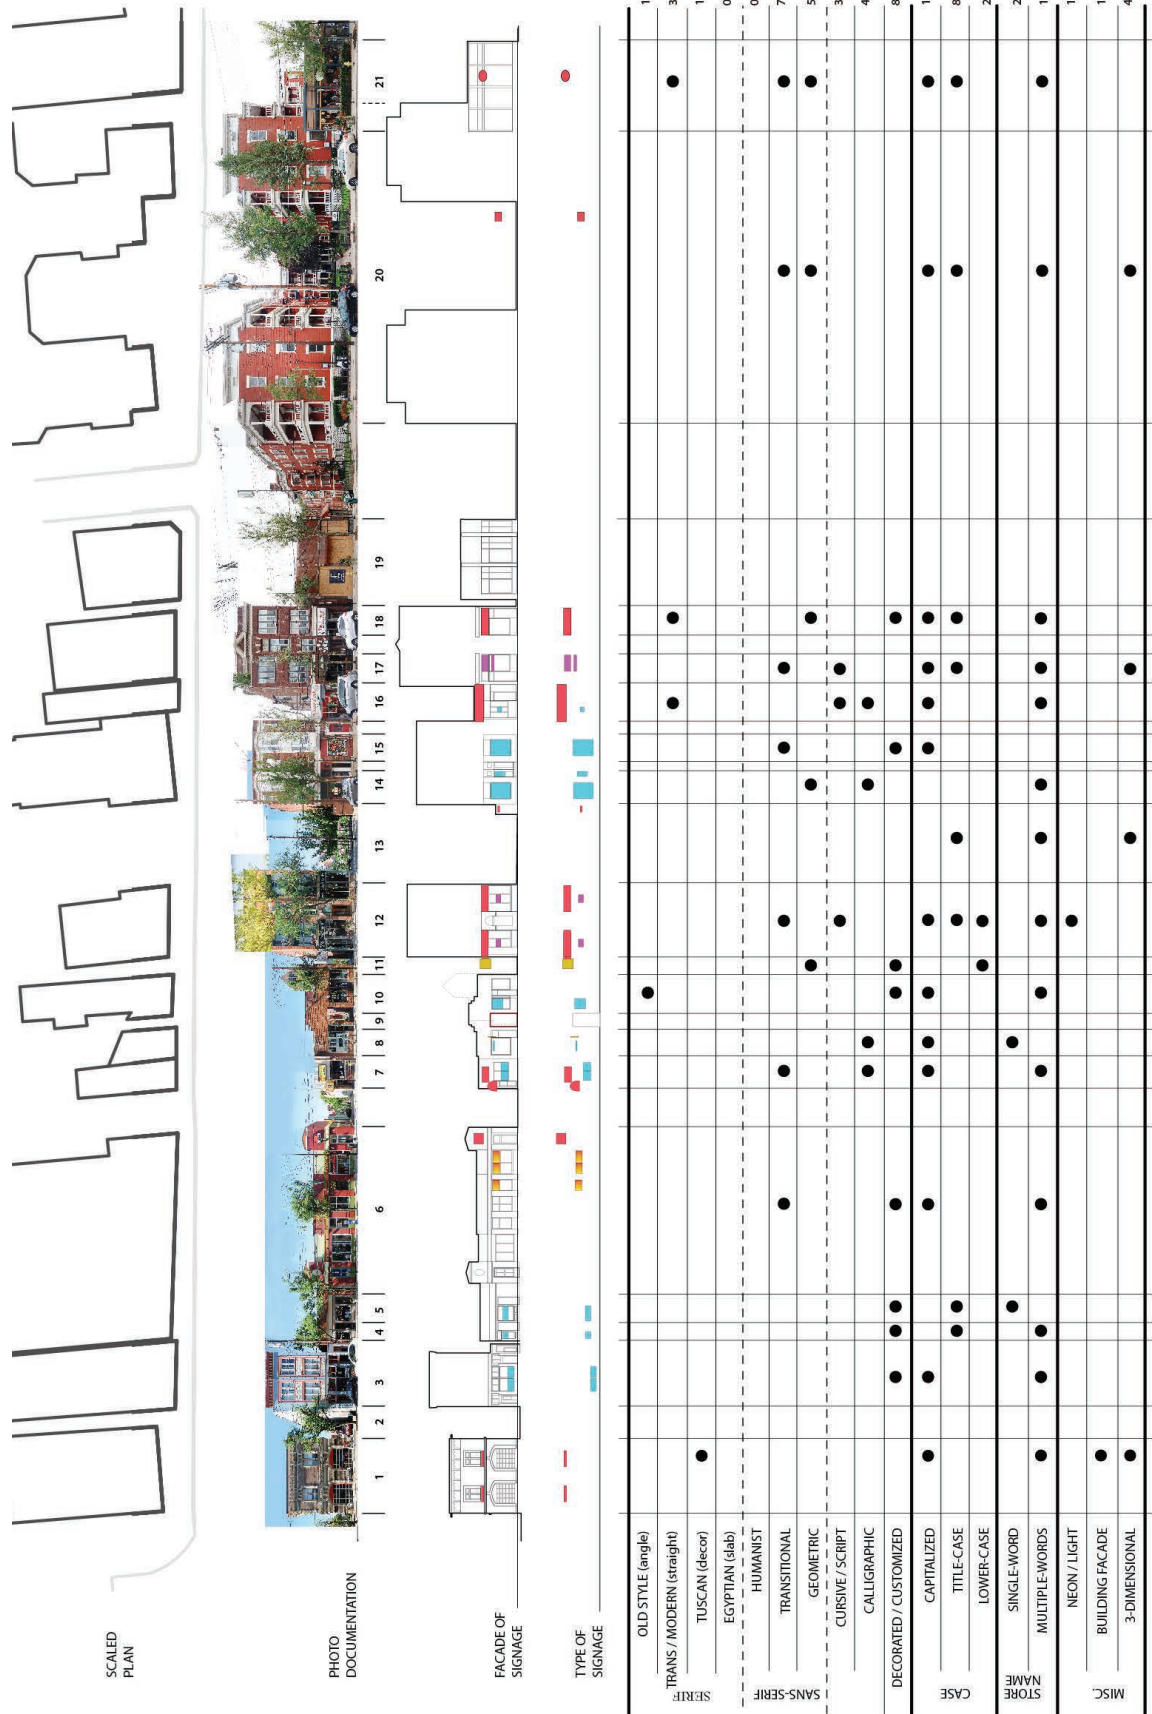 SCALED
PLAN
PHOTO
DOCUMENTATION
1 2 3 4 5 6 7 8 9 10 11 12 13 14 15 16 17 18 19 20 21
FACADE OF
SIGNAGE
TYPE OF
SIGNAGE
SERIF
OLD STYLE (angle) 1
TRANS / MODERN (straight) 3
TUSCAN (decor) 1
EGYPTIAN (slab) 0
SANS-SERIF
HUMANIST 0
TRANSITIONAL 7
GEOMETRIC 5
CURSIVE / SCRIPT 3
CALLIGRAPHIC 4
DECORATED / CUSTOMIZED 8
CASE
CAPITALIZED 1
TITLE-CASE 8
LOWER-CASE 2
STORE
NAME
SINGLE-WORD 2
MULTIPLE-WORDS 1
MISC.
NEON / LIGHT 1
BUILDING FACADE 1
3-DIMENSIONAL 4